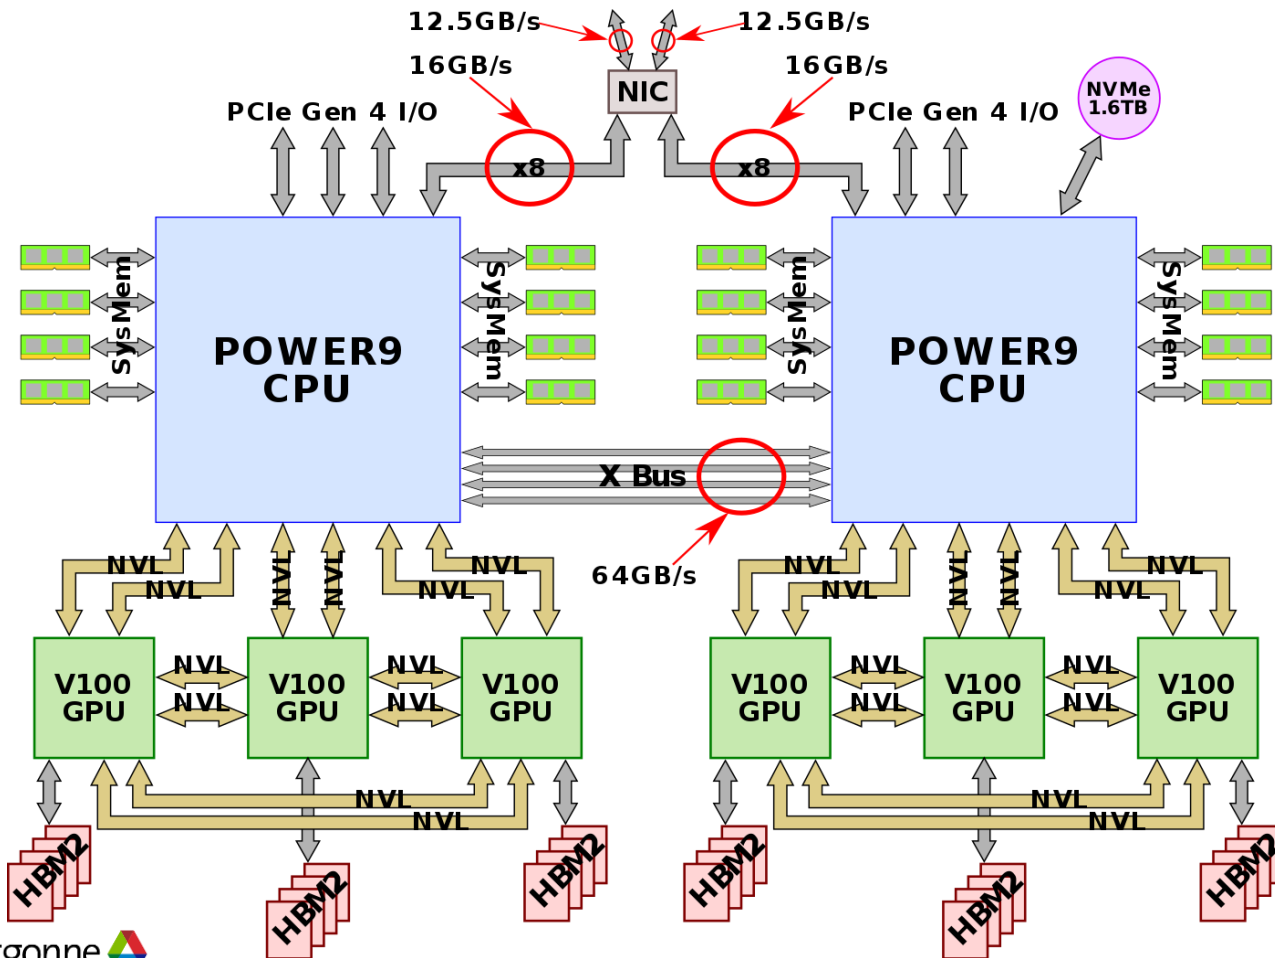 12.5GB/s
12.5GB/s
16GB/s
16GB/s
NIC
NVMe
1.6TB
PCIe Gen 4 I/O
PCIe Gen 4 I/O
x8
x8
SysMem
SysMem
SysMem
SysMem
POWER9
CPU
POWER9
CPU
X Bus
64GB/s
NVL
NVL
NVL
NVL
NVL
NVL
NVL
NVL
NVL
NVL
NVL
NVL
V100
GPU
NVL
NVL
V100
GPU
NVL
NVL
V100
GPU
V100
GPU
NVL
NVL
V100
GPU
NVL
NVL
V100
GPU
NVL
NVL
NVL
NVL
HBM2
HBM2
HBM2
HBM2
HBM2
HBM2
rgonne